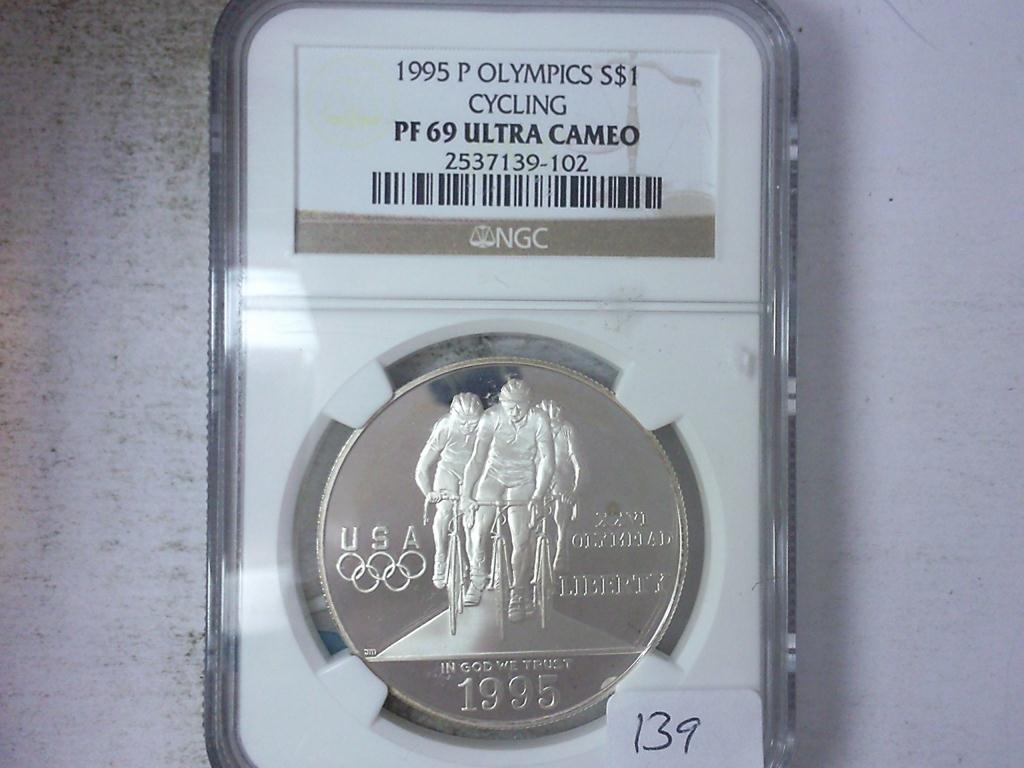 1995 P OLYMPICS S$1
CYCLING
PF 69 ULTRA CAMEO
2537139-102
NGC
USA
XXVI
OLYMPIAD
LIBERTY
IN GOD WE TRUST
1995
139